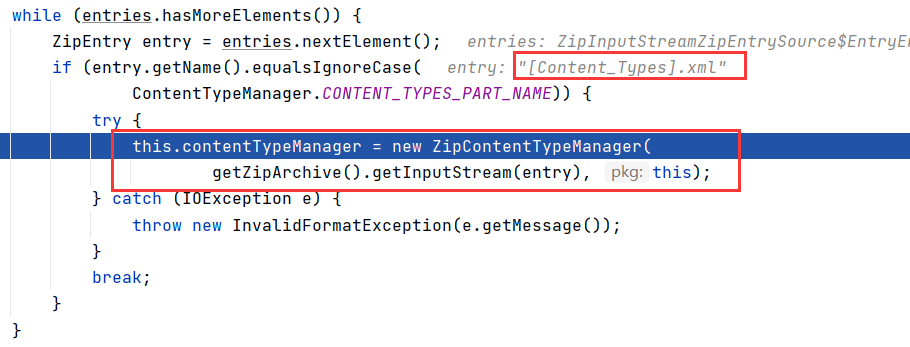 while (entries.hasMoreElements()) {
ZipEntry entry = entries.nextElement();   entries: ZipInputStreamZipEntrySource$EntryEn
if (entry.getName().equalsIgnoreCase(   entry: "[Content_Types].xml"
ContentTypeManager.CONTENT_TYPES_PART_NAME)) {
try {
this.contentTypeManager = new ZipContentTypeManager(
getZipArchive().getInputStream(entry), pkg: this);
} catch (IOException e) {
throw new InvalidFormatException(e.getMessage());
}
break;
}
}